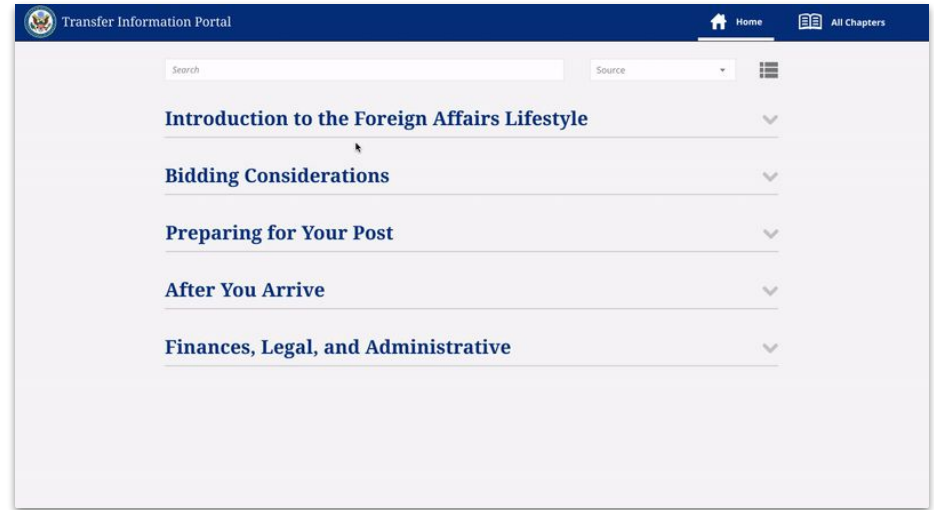 Transfer Information Portal
Home
All Chapters
Search
Source
Introduction to the Foreign Affairs Lifestyle
Bidding Considerations
Preparing for Your Post
After You Arrive
Finances, Legal, and Administrative